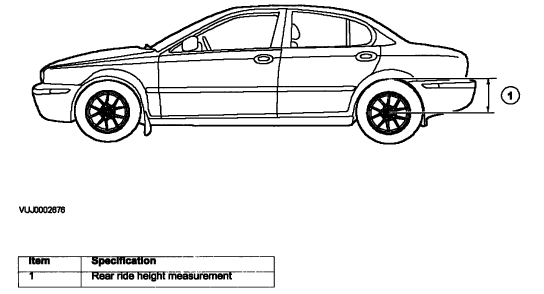 1
VUJ0002676
Item Specification
1 Rear ride height measurement